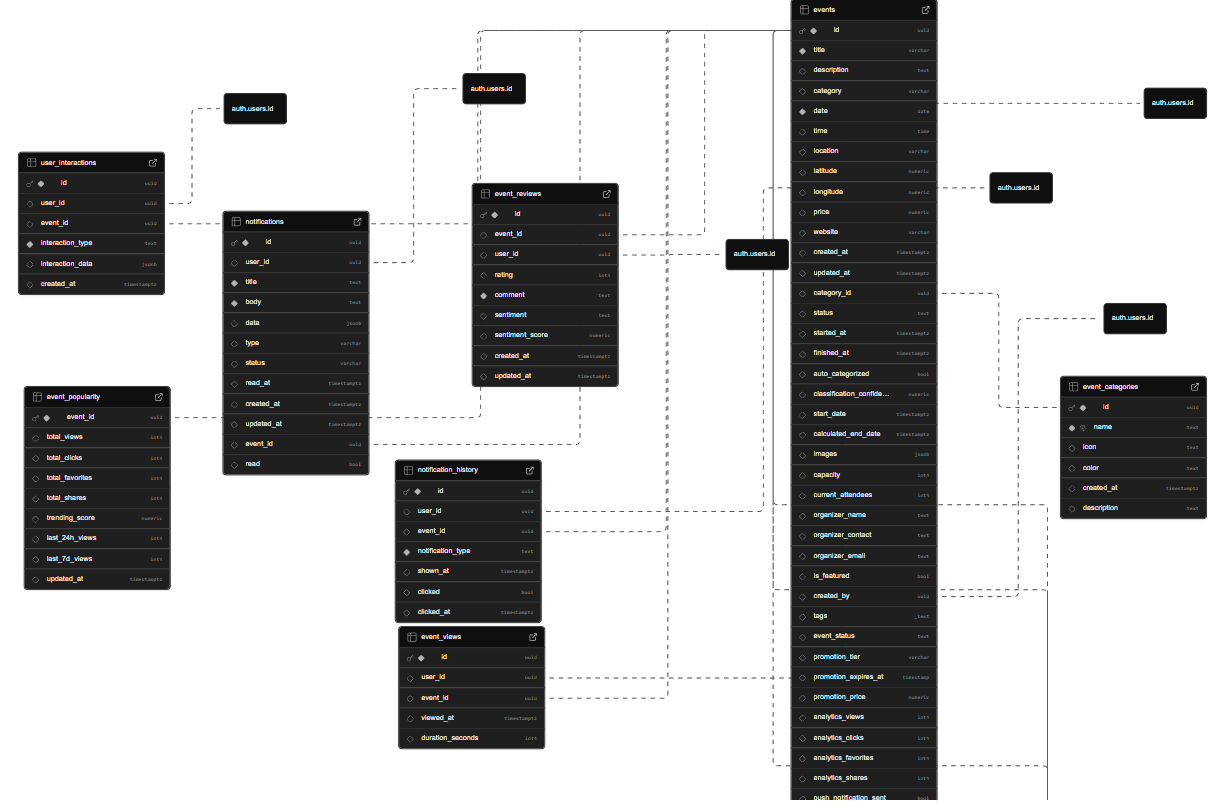 events
id uuid
title varchar
description text
category varchar
date date
time time
location varchar
latitude numeric
longitude numeric
price numeric
website varchar
created_at timestamptz
updated_at timestamptz
category_id uuid
status text
started_at timestamptz
finished_at timestamptz
auto_categorized bool
classification_confide... numeric
start_date timestamptz
calculated_end_date timestamptz
images jsonb
capacity int4
current_attendees int4
organizer_name text
organizer_contact text
organizer_email text
is_featured bool
created_by uuid
tags _text
event_status text
promotion_tier varchar
promotion_expires_at timestamp
promotion_price numeric
analytics_views int4
analytics_clicks int4
analytics_favorites int4
analytics_shares int4
push_notification_sent bool
auth.users.id
auth.users.id
auth.users.id
auth.users.id
auth.users.id
auth.users.id
user_interactions
id uuid
user_id uuid
event_id uuid
interaction_type text
interaction_data jsonb
created_at timestamptz
notifications
id uuid
user_id uuid
title text
body text
data jsonb
type varchar
status varchar
read_at timestamptz
created_at timestamptz
updated_at timestamptz
event_id uuid
read bool
event_reviews
id uuid
event_id uuid
user_id uuid
rating int4
comment text
sentiment text
sentiment_score numeric
created_at timestamptz
updated_at timestamptz
event_popularity
event_id uuid
total_views int4
total_clicks int4
total_favorites int4
total_shares int4
trending_score numeric
last_24h_views int4
last_7d_views int4
updated_at timestamptz
notification_history
id uuid
user_id uuid
event_id uuid
notification_type text
shown_at timestamptz
clicked bool
clicked_at timestamptz
event_views
id uuid
user_id uuid
event_id uuid
viewed_at timestamptz
duration_seconds int4
event_categories
id uuid
name text
icon text
color text
created_at timestamptz
description text